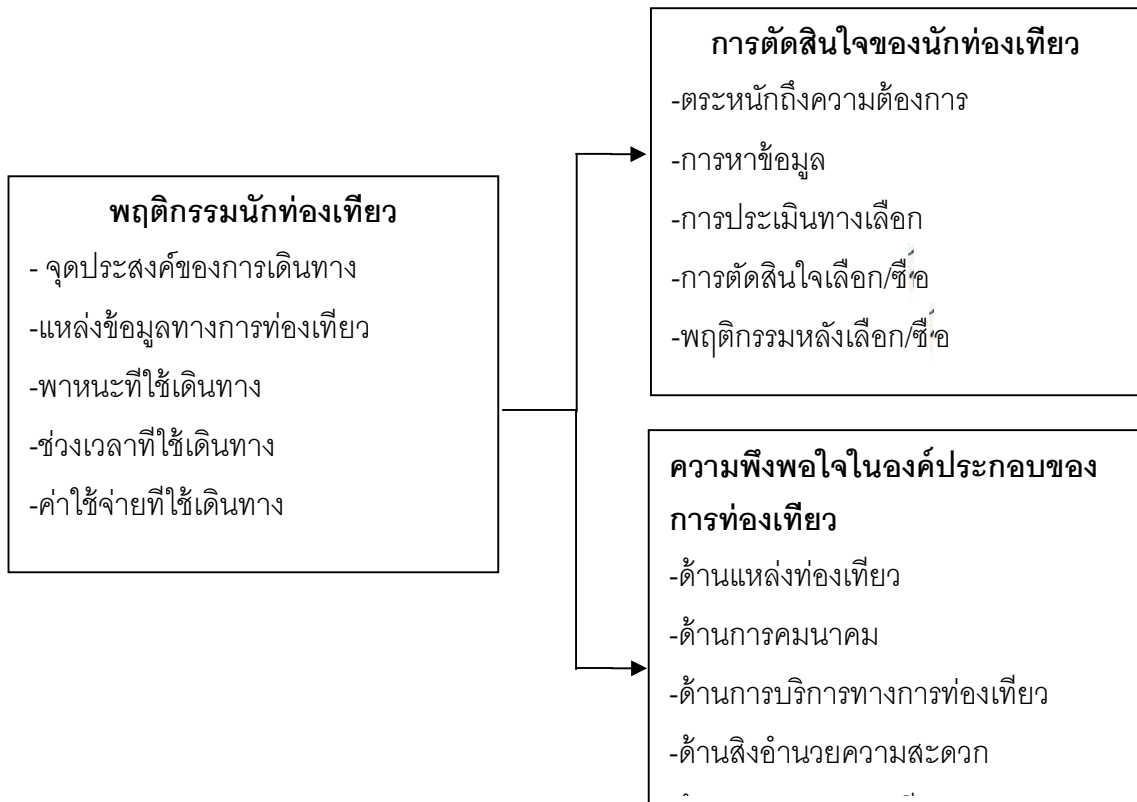 การตัดสินใจของนักท่องเทียว
-ตระหนักถึงความต้องการ
-การหาข้อมูล
-การประเมินทางเลือก
-การตัดสินใจเลือก/ซื้อ
-พฤติกรรมหลังเลือก/ซื้อ
พฤติกรรมนักท่องเทียว
- จุดประสงค์ของการเดินทาง
-แหล่งข้อมูลทางการท่องเทียว
-พาหนะทีใช้เดินทาง
-ช่วงเวลาทีใช้เดินทาง
-ค่าใช้จ่ายทีใช้เดินทาง
ความพึงพอใจในองค์ประกอบของ
การท่องเทียว
-ด้านแหล่งท่องเทียว
-ด้านการคมนาคม
-ด้านการบริการทางการท่องเทียว
-ด้านสิงอำนวยความสะดวก